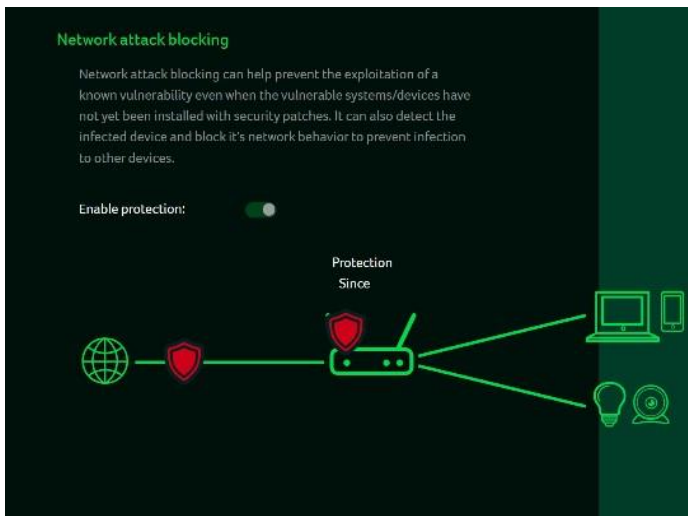 Network attack blocking
Network attack blocking can help prevent the exploitation of a
known vulnerability even when the vulnerable systems/devices have
not yet been installed with security patches. It can also detect the
infected device and block it's network behavior to prevent infection
to other devices.
Enable protection:
Protection
Since